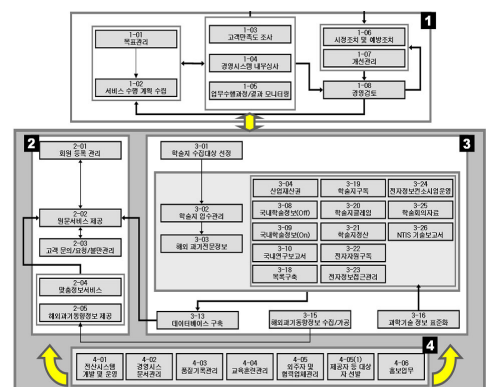 1
1-01
목표관리
1-02
서비스 수행 계획 수립
1-03
고객만족도 조사
1-04
경영시스템 내부심사
1-05
업무수행과정/결과 모니터링
1-06
시정조치 및 예방조치
1-07
개선관리
1-08
경영검토
2
2-01
회원 등록 관리
2-02
원문서비스 제공
2-03
고객 문의/요청/불만관리
2-04
맞춤정보서비스
2-05
해외과기동향정보 제공
3
3-01
학술지 수집대상 선정
3-02
학술지 입수관리
3-03
해외 과기전문정보
3-04
산업재산권
3-08
국내학술정보(Off)
3-09
국내학술정보(On)
3-10
국내연구보고서
3-18
목록구축
3-19
학술지구독
3-20
학술지클레임
3-21
학술지정산
3-22
전자자원구독
3-23
전자정보접근관리
3-24
전자정보컨소시업운영
3-25
학술회의자료
3-26
NTIS 기술보고서
3-13
데이터베이스 구축
3-15
해외과기동향정보 수집/가공
3-16
과학기술 정보 표준화
4
4-01
전산시스템
개발 및 운영
4-02
경영시스
문서관리
4-03
품질기록관리
4-04
교육훈련관리
4-05
외주자 및
협력업체관리
4-05(1)
제공자 등 대상
자 선발
4-06
홍보업무